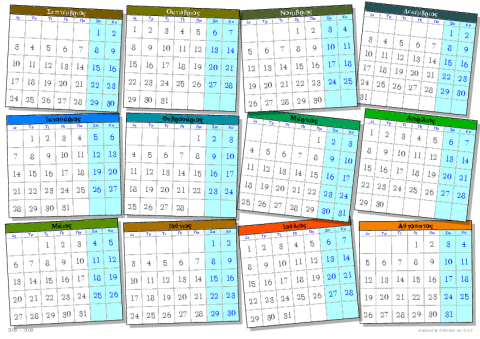 Σεπτέμβριος
Δε Τρ Τε Πε Πα Σα Κυ
1 2
3 4 5 6 7 8 9
10 11 12 13 14 15 16
17 18 19 20 21 22 23
24 25 26 27 28 29 30
Οκτώβριος
Δε Τρ Τε Πε Πα Σα Κυ
1 2 3 4 5 6 7
8 9 10 11 12 13 14
15 16 17 18 19 20 21
22 23 24 25 26 27 28
29 30 31
Νοέμβριος
Δε Τρ Τε Πε Πα Σα Κυ
1 2 3 4
5 6 7 8 9 10 11
12 13 14 15 16 17 18
19 20 21 22 23 24 25
26 27 28 29 30
Δεκέμβριος
Δε Τρ Τε Πε Πα Σα Κυ
1 2
3 4 5 6 7 8 9
10 11 12 13 14 15 16
17 18 19 20 21 22 23
24 25 26 27 28 29 30
31
Ιανουάριος
Δε Τρ Τε Πε Πα Σα Κυ
1 2 3 4 5 6
7 8 9 10 11 12 13
14 15 16 17 18 19 20
21 22 23 24 25 26 27
28 29 30 31
Φεβρουάριος
Δε Τρ Τε Πε Πα Σα Κυ
1 2 3
4 5 6 7 8 9 10
11 12 13 14 15 16 17
18 19 20 21 22 23 24
25 26 27 28
Μάρτιος
Δε Τρ Τε Πε Πα Σα Κυ
1 2 3
4 5 6 7 8 9 10
11 12 13 14 15 16 17
18 19 20 21 22 23 24
25 26 27 28 29 30 31
Απρίλιος
Δε Τρ Τε Πε Πα Σα Κυ
1 2 3 4 5 6 7
8 9 10 11 12 13 14
15 16 17 18 19 20 21
22 23 24 25 26 27 28
29 30
Μάιος
Δε Τρ Τε Πε Πα Σα Κυ
1 2 3 4 5
6 7 8 9 10 11 12
13 14 15 16 17 18 19
20 21 22 23 24 25 26
27 28 29 30 31
Ιούνιος
Δε Τρ Τε Πε Πα Σα Κυ
1 2
3 4 5 6 7 8 9
10 11 12 13 14 15 16
17 18 19 20 21 22 23
24 25 26 27 28 29 30
Ιούλιος
Δε Τρ Τε Πε Πα Σα Κυ
1 2 3 4 5 6 7
8 9 10 11 12 13 14
15 16 17 18 19 20 21
22 23 24 25 26 27 28
29 30 31
Αύγουστος
Δε Τρ Τε Πε Πα Σα Κυ
1 2 3 4
5 6 7 8 9 10 11
12 13 14 15 16 17 18
19 20 21 22 23 24 25
26 27 28 29 30 31
2018 - 2019